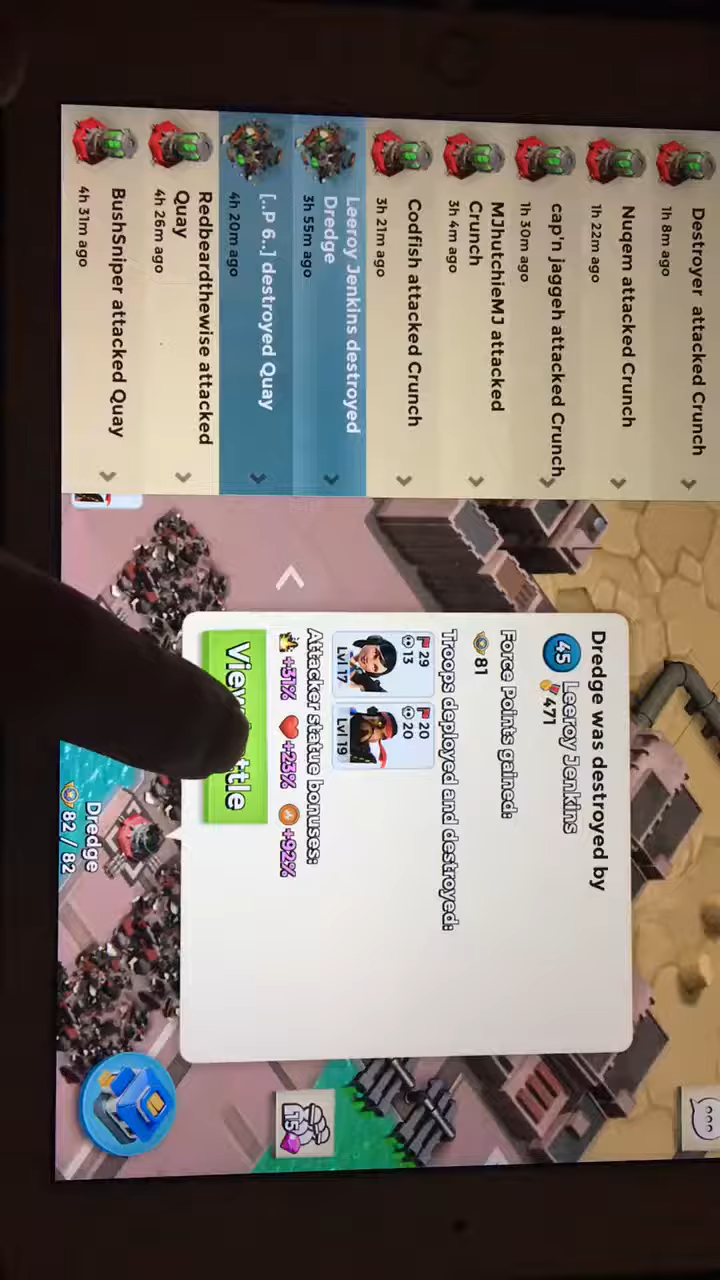 Destroyer attacked Crunch
1h 8m ago
Nuqem attacked Crunch
1h 22m ago
cap'n jaggeh attacked Crunch
1h 30m ago
MJhutchieMJ attacked
Crunch
3h 4m ago
Codfish attacked Crunch
3h 21m ago
Leeroy Jenkins destroyed
Dredge
3h 55m ago
[..P 6..] destroyed Quay
4h 20m ago
Redbeardthewise attacked
Quay
4h 26m ago
BushSniper attacked Quay
4h 31m ago
Dredge was destroyed by
45 Leeroy Jenkins
471
Force Points gained:
81
Troops deployed and destroyed:
29 20
13 20
Lvl 17 Lvl 19
Attacker statue bonuses:
+31% +23% +92%
Dredge
82 / 82
15